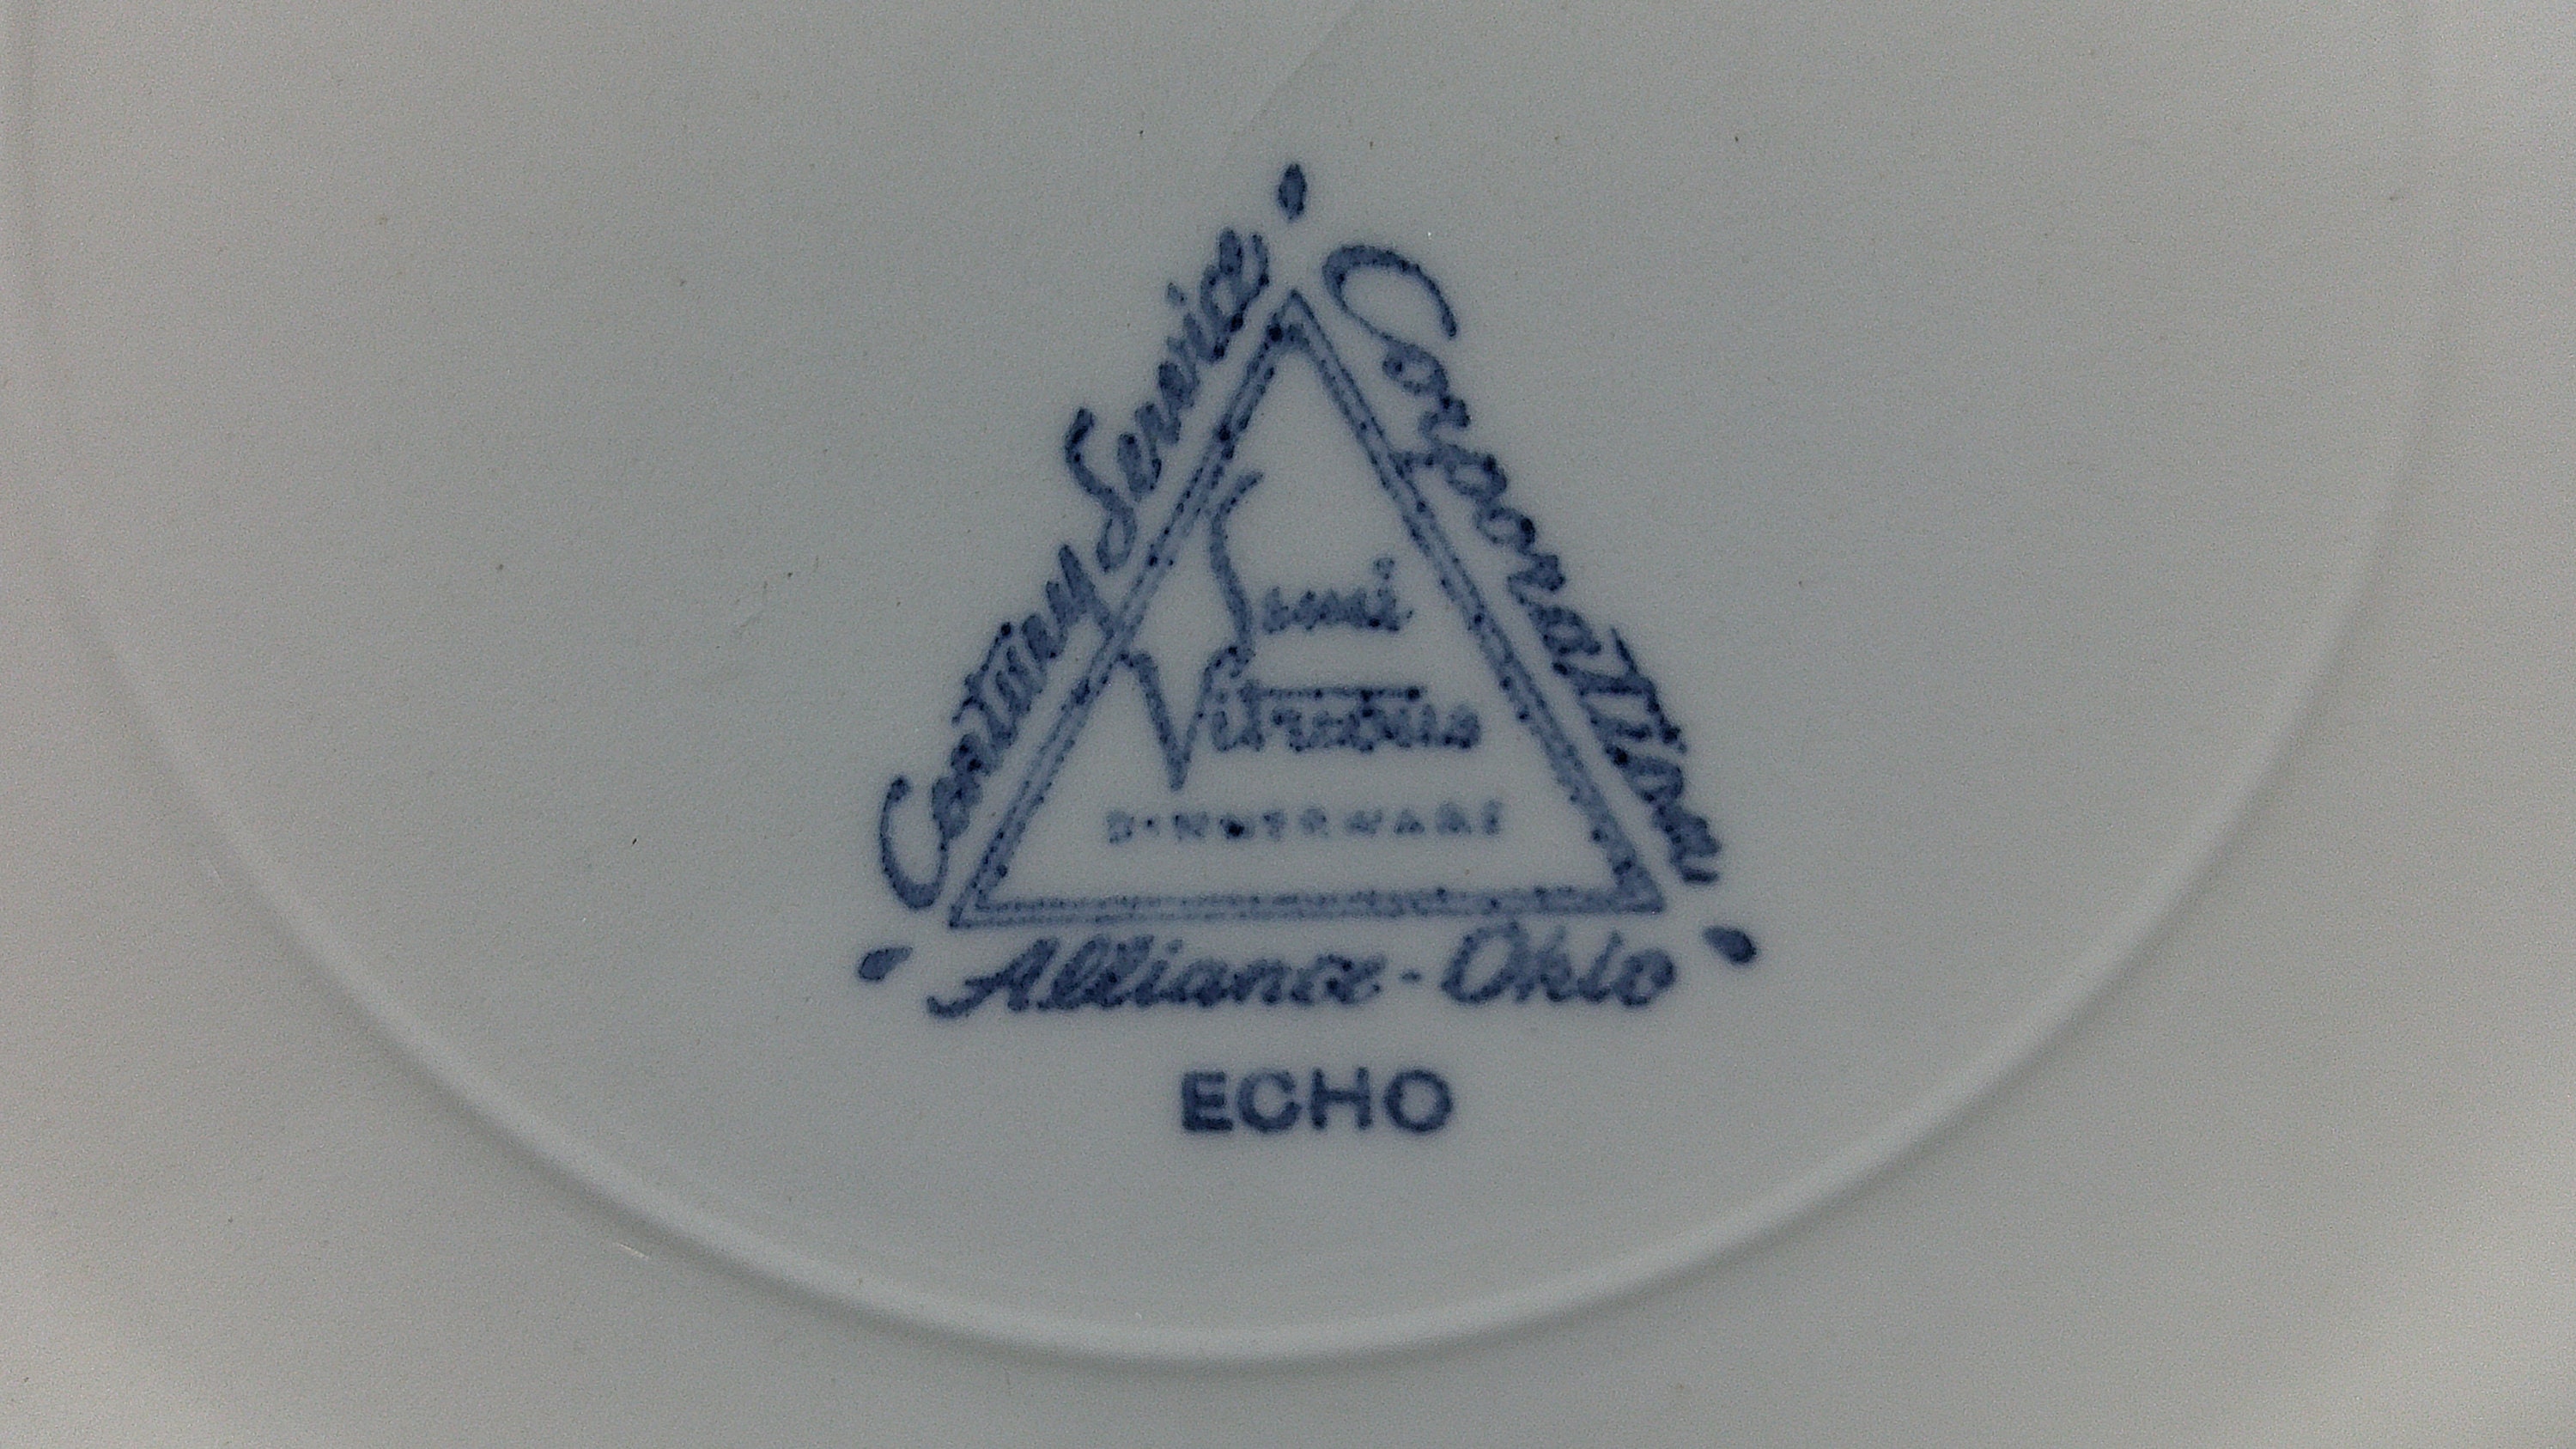 Century Service
Corporation
Semi
Vitreous
DINNERWARE
Alliance - Ohio
ECHO